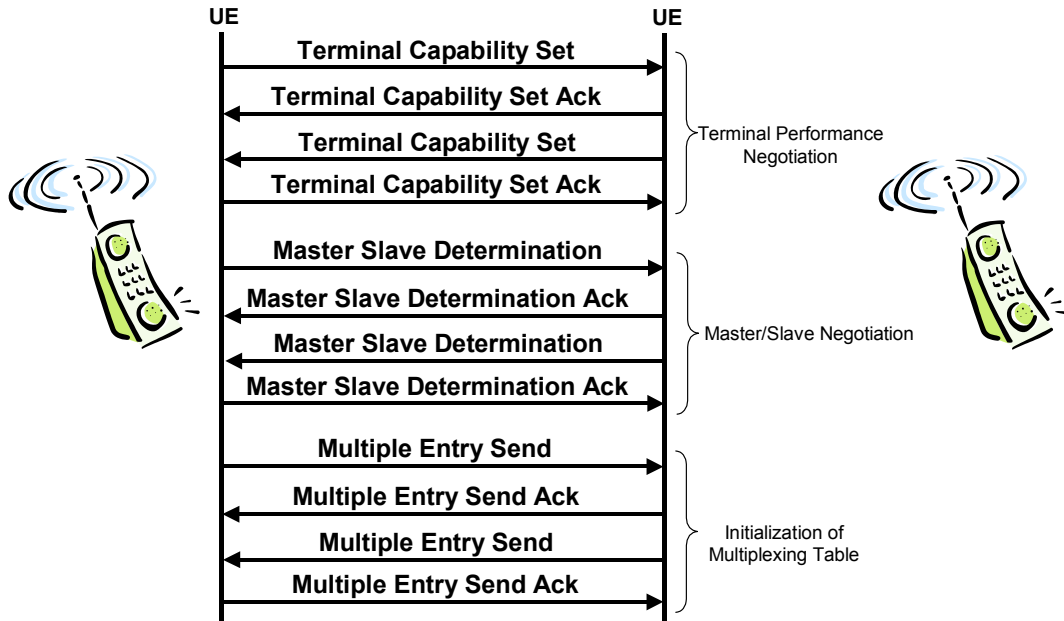 UE
UE
Terminal Capability Set
Terminal Capability Set Ack
Terminal Capability Set
Terminal Capability Set Ack
Terminal Performance
Negotiation
Master Slave Determination
Master Slave Determination Ack
Master Slave Determination
Master Slave Determination Ack
Master/Slave Negotiation
Multiple Entry Send
Multiple Entry Send Ack
Multiple Entry Send
Multiple Entry Send Ack
Initialization of
Multiplexing Table